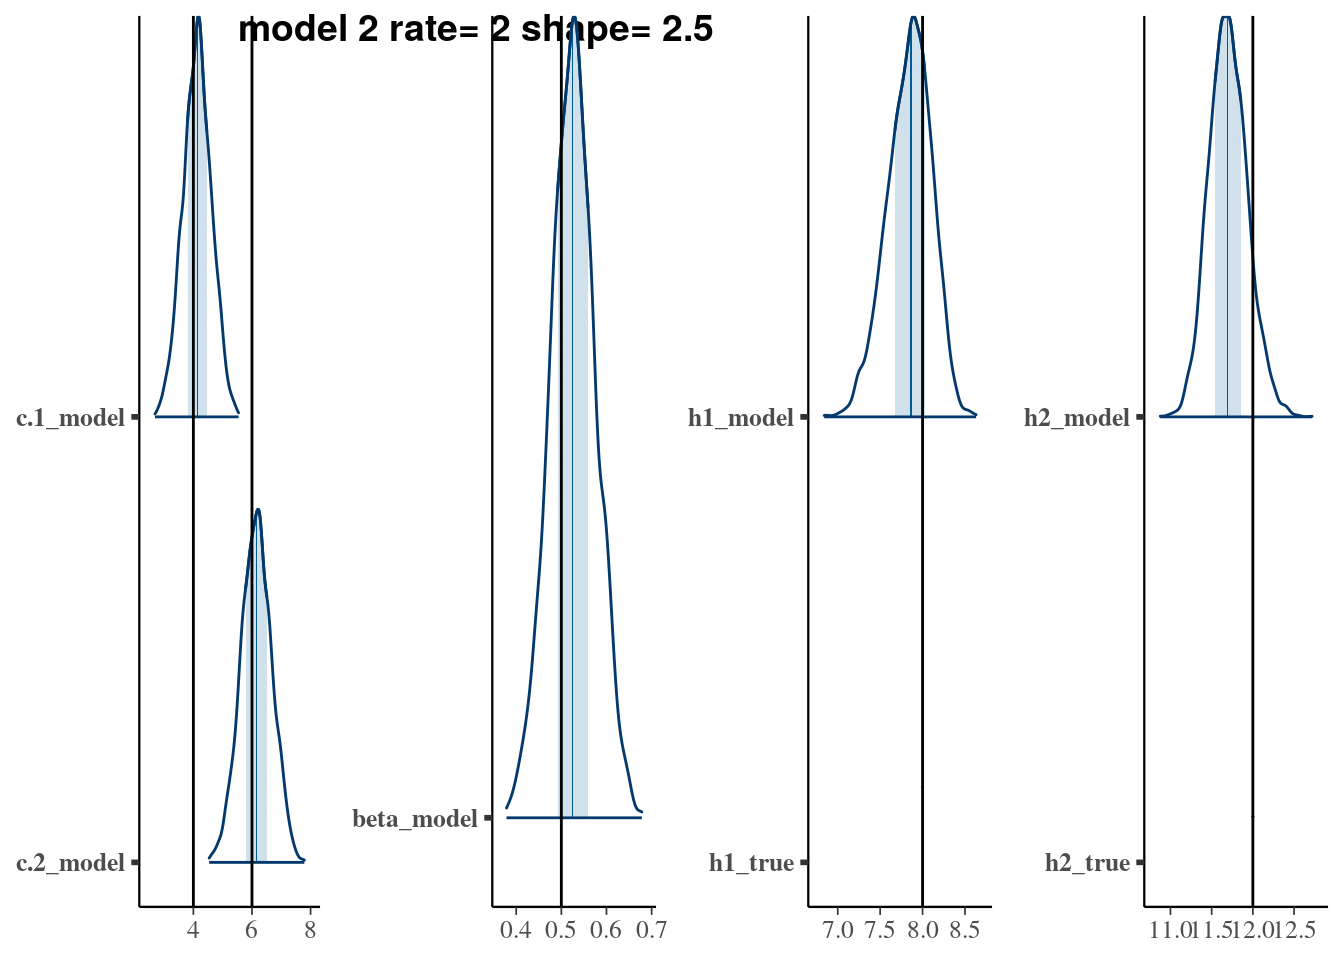 model 2 rate= 2 shape= 2.5
c.1_model
c.2_model
4 6 8
beta_model
0.4 0.5 0.6 0.7
h1_model
h1_true
7.0 7.5 8.0 8.5
h2_model
h2_true
11.0 11.5 12.0 12.5